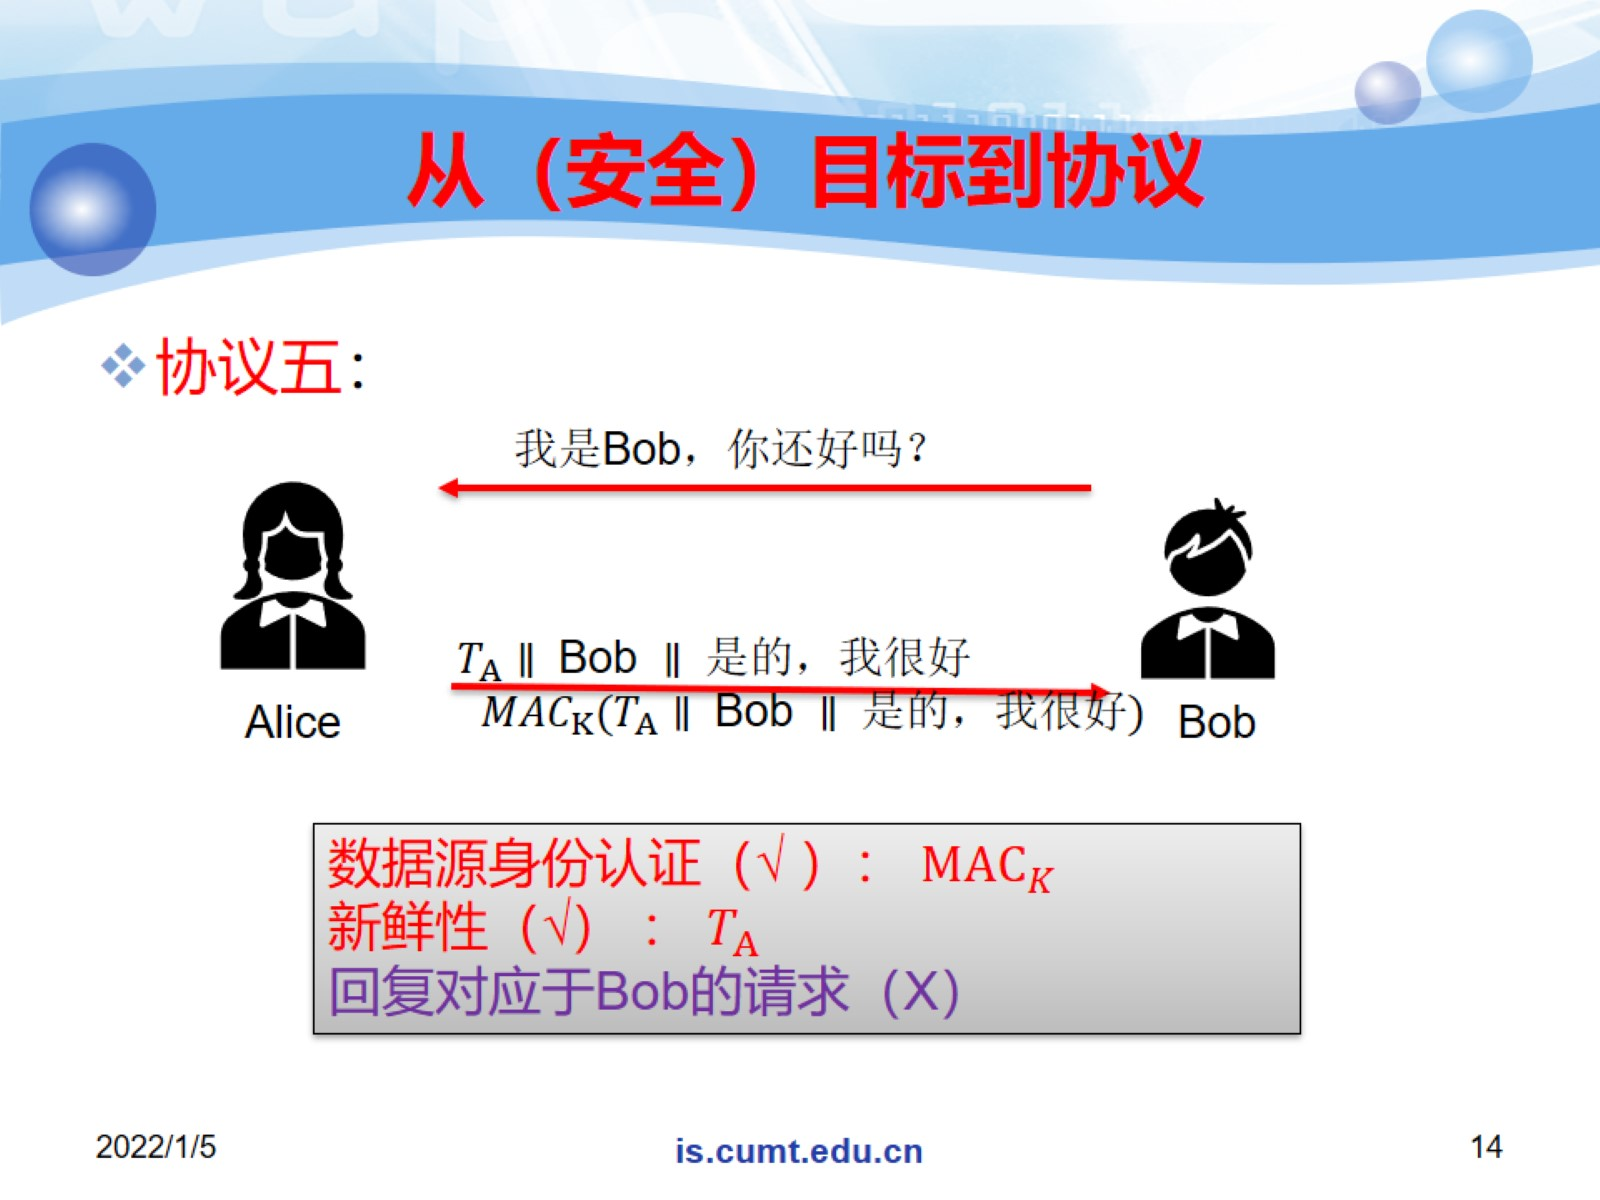 从（安全）目标到协议
协议五：
我是Bob，你还好吗？
T_A ‖ Bob ‖ 是的，我很好
MAC_K(T_A ‖ Bob ‖ 是的，我很好)
Alice
Bob
数据源身份认证（√）： MAC_K
新鲜性（√）： T_A
回复对应于Bob的请求（X）
2022/1/5
is.cumt.edu.cn
14